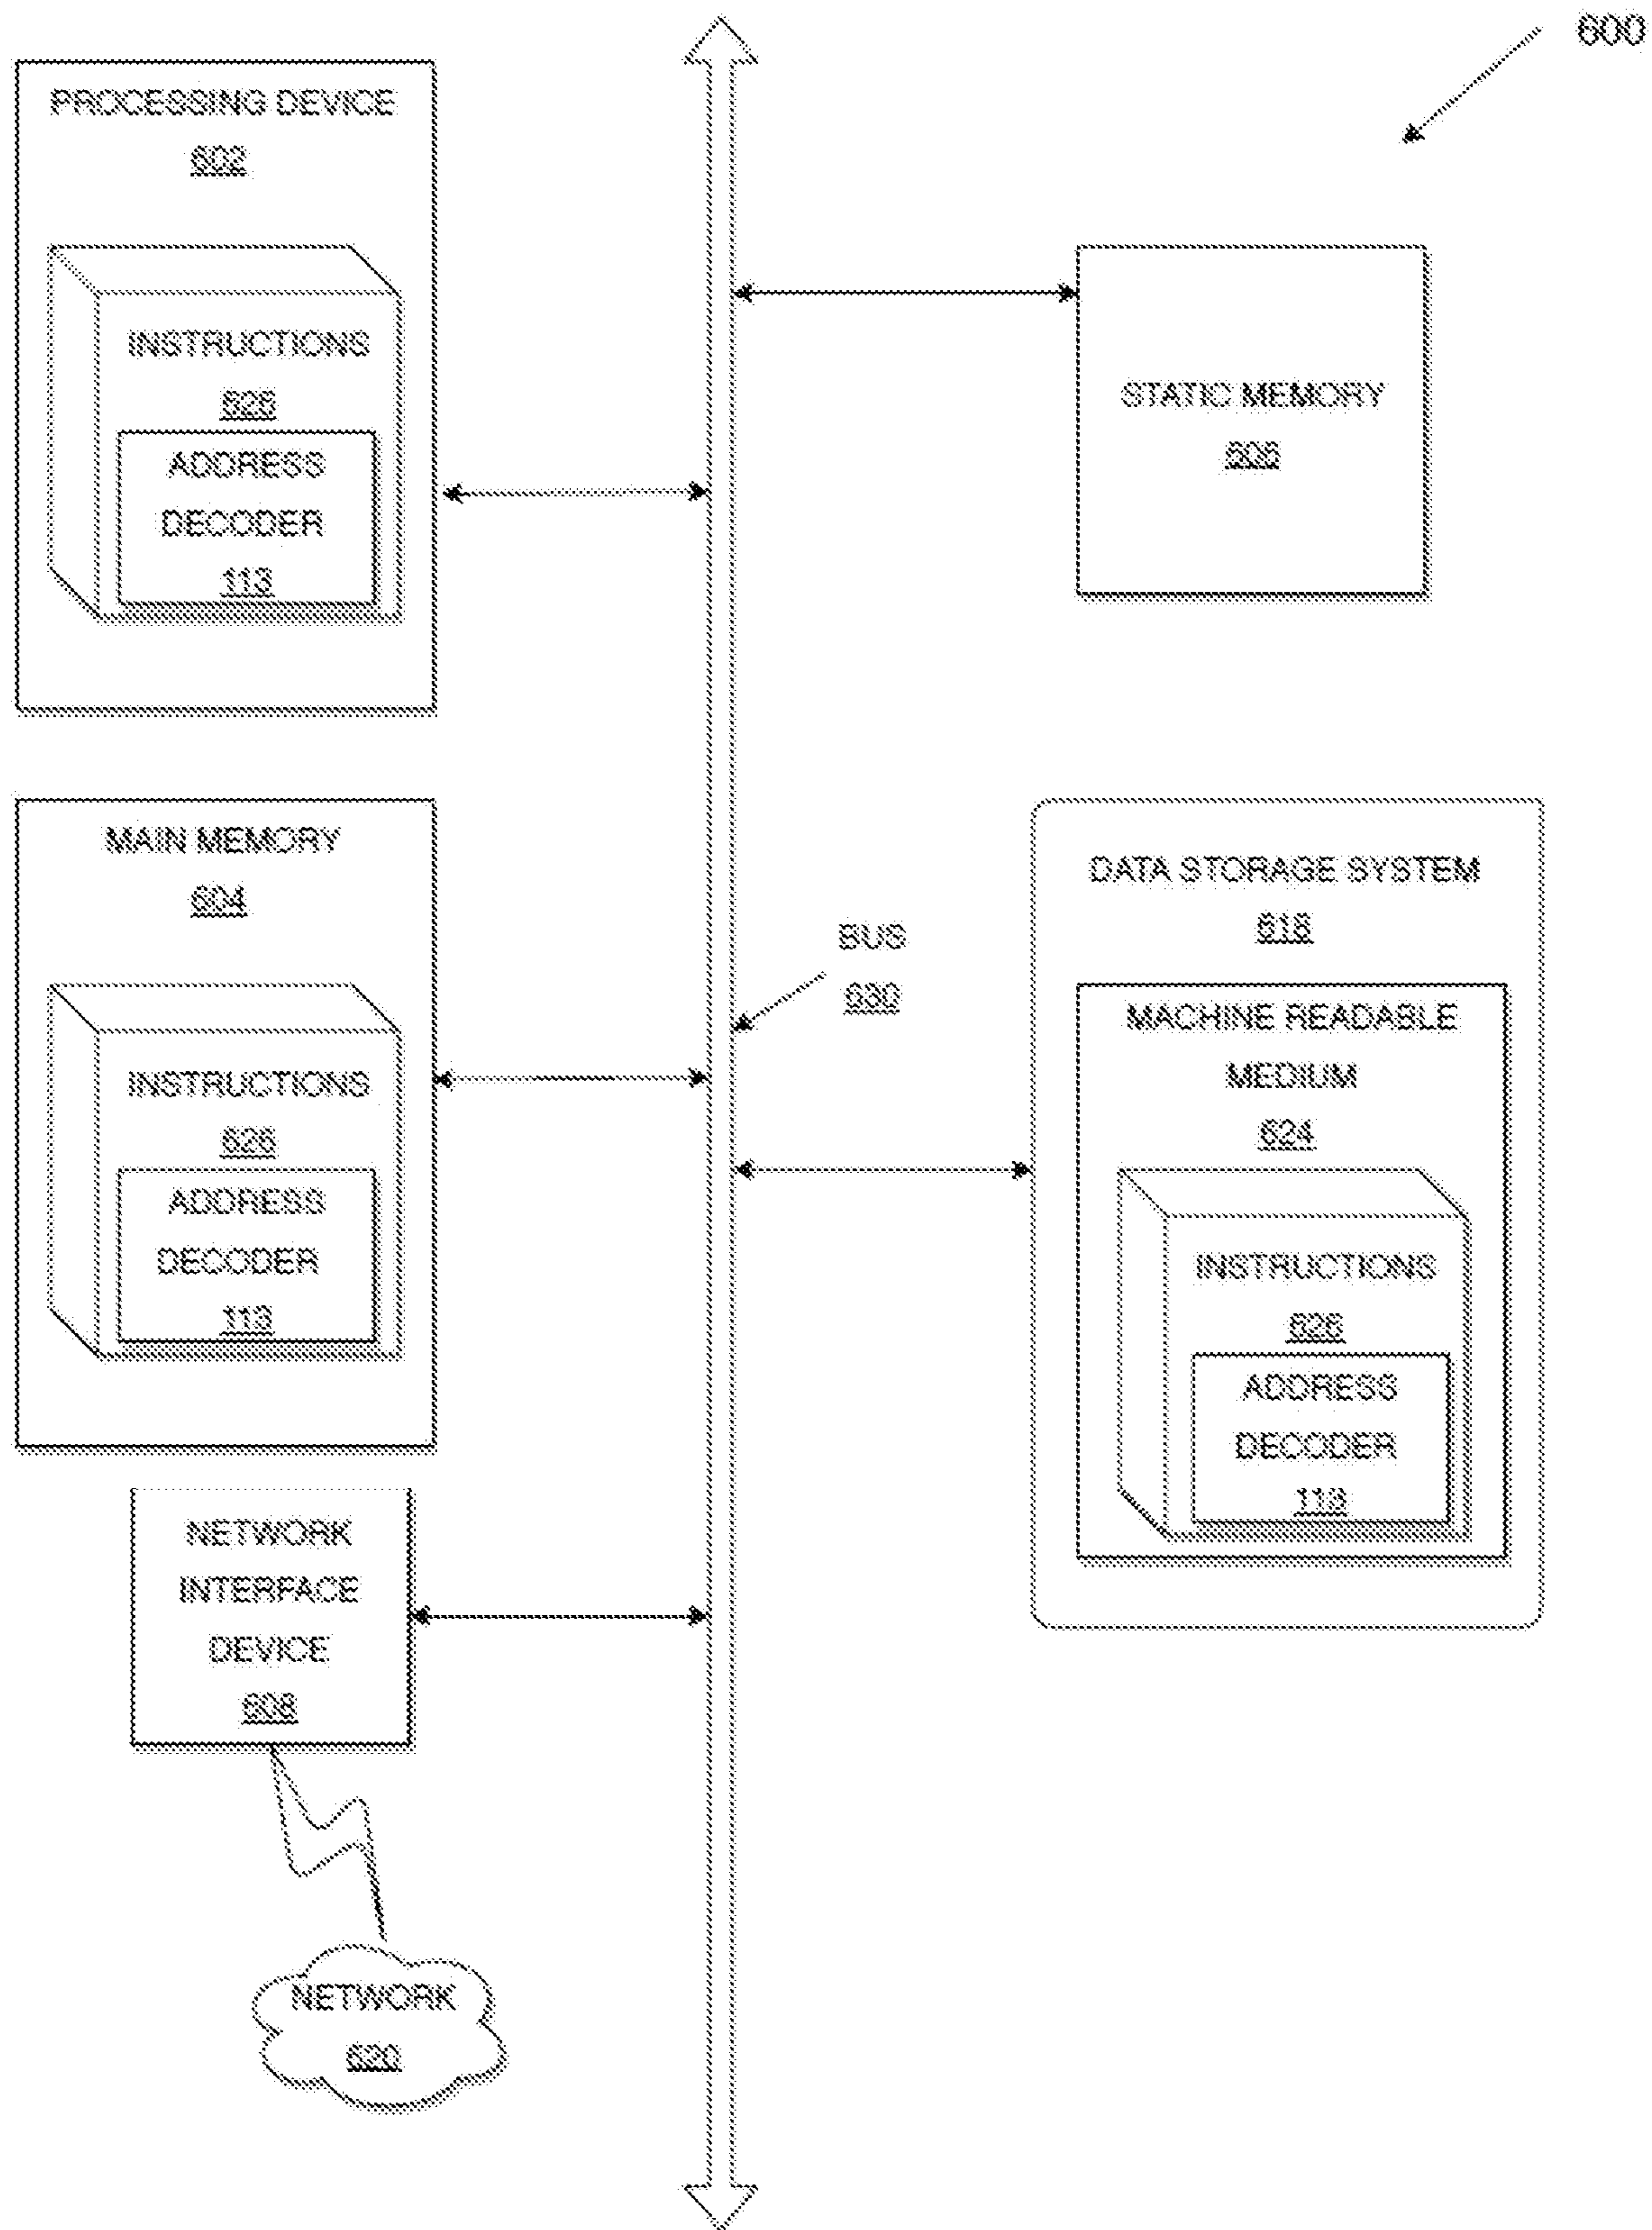 600
PROCESSING DEVICE
602
INSTRUCTIONS
626
ADDRESS
DECODER
113
STATIC MEMORY
606
MAIN MEMORY
604
INSTRUCTIONS
626
ADDRESS
DECODER
113
BUS
630
DATA STORAGE SYSTEM
618
MACHINE READABLE
MEDIUM
624
INSTRUCTIONS
626
ADDRESS
DECODER
113
NETWORK
INTERFACE
DEVICE
608
NETWORK
620